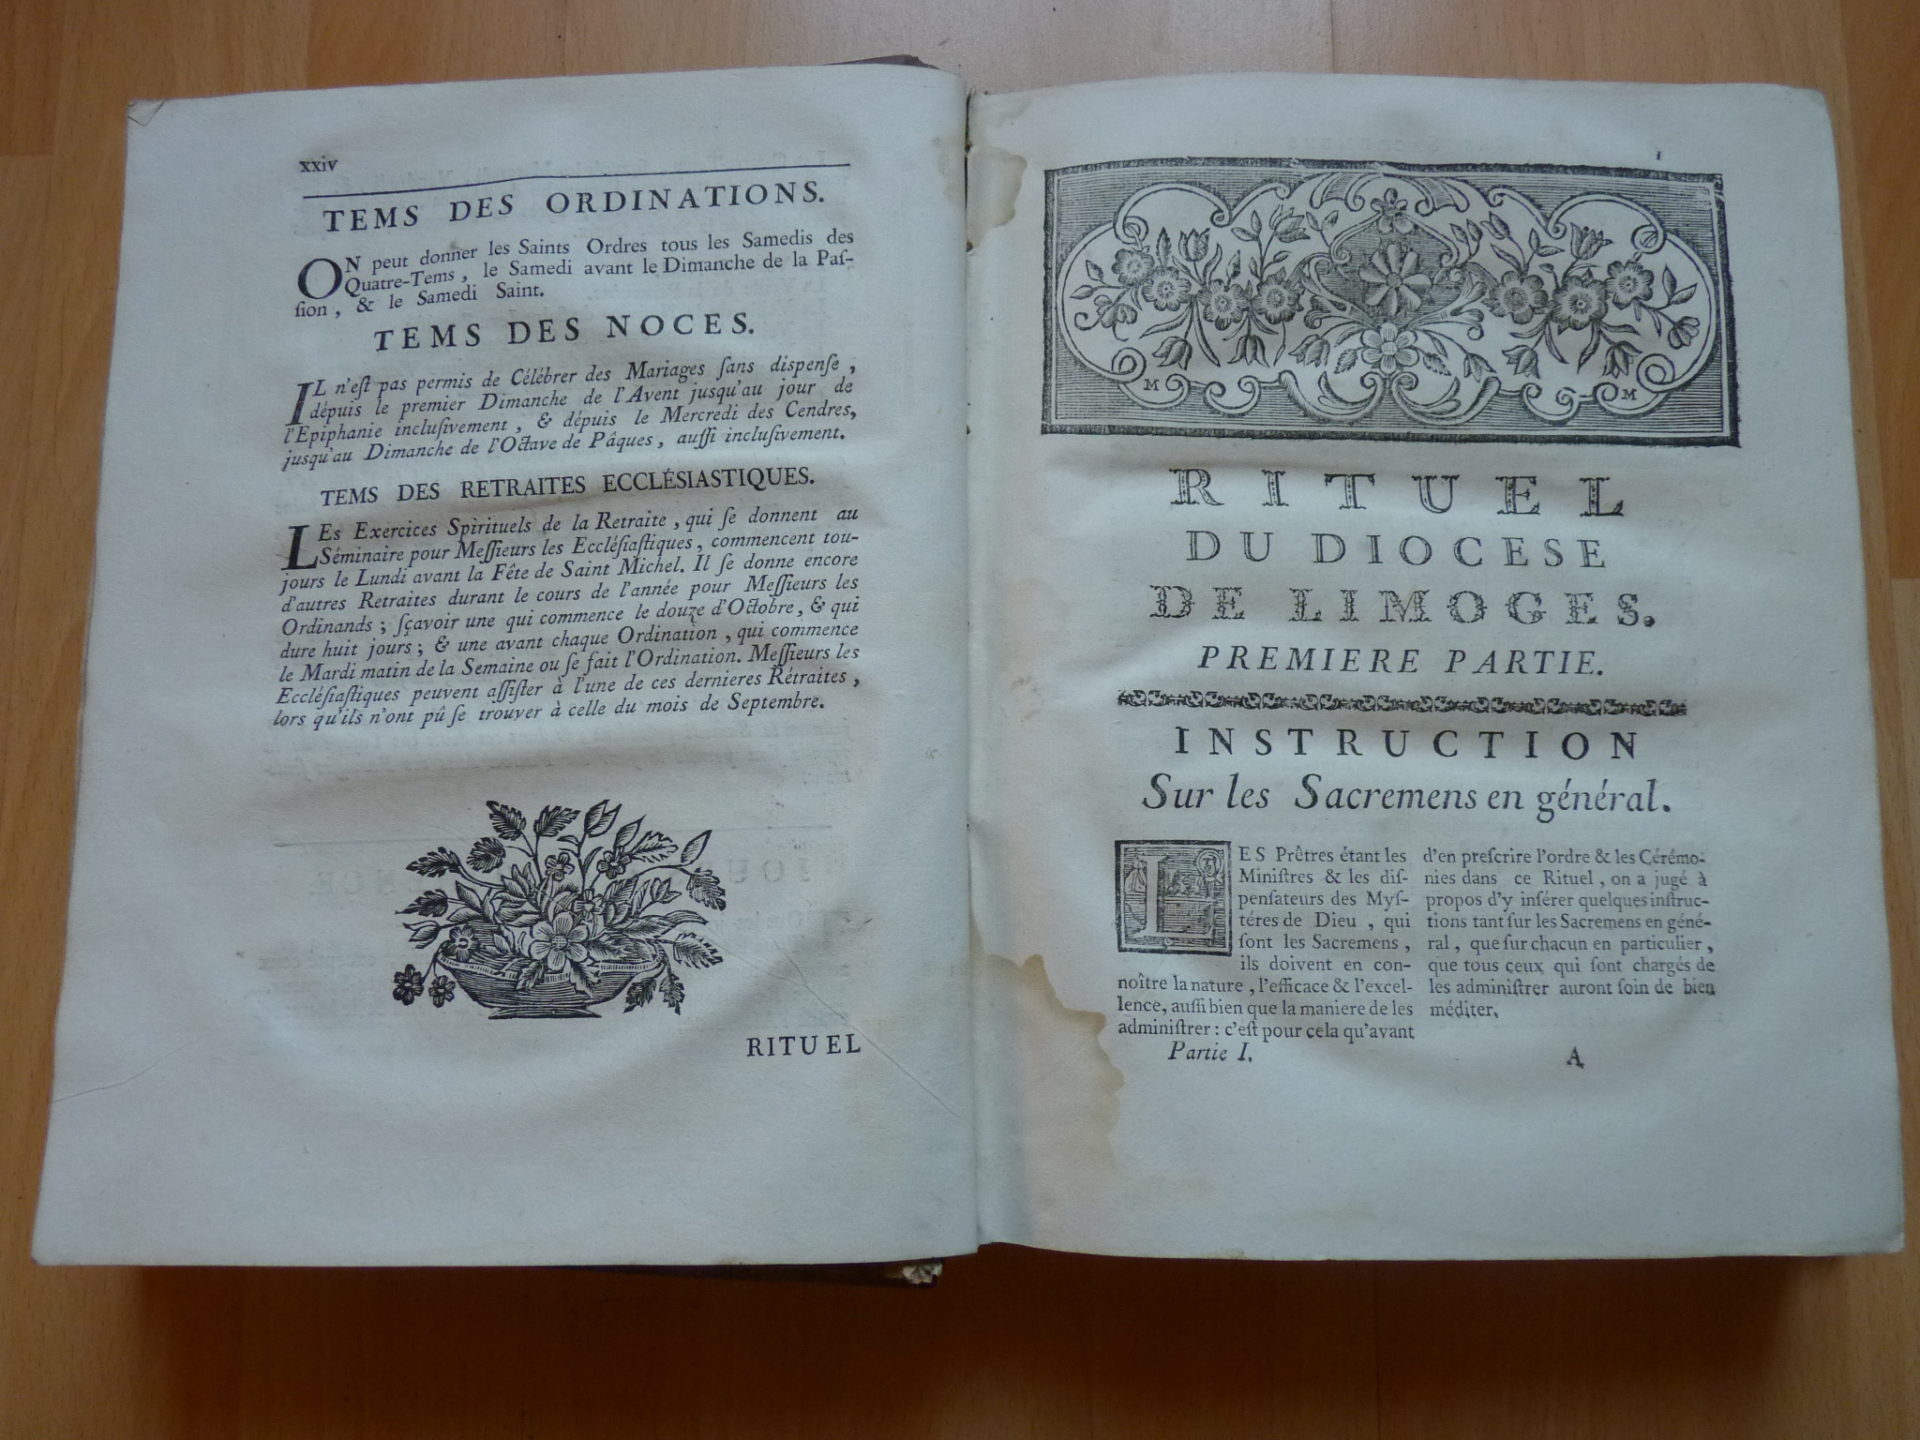 xxiv
TEMS DES ORDINATIONS.
ON peut donner les Saints Ordres tous les Samedis des
Quatre-Tems, le Samedi avant le Dimanche de la Paſ-
ſion, & le Samedi Saint.
TEMS DES NOCES.
IL n'eſt pas permis de Célébrer des Mariages ſans dispenſe,
dépuis le premier Dimanche de l'Avent jusqu'au jour de
l'Epiphanie incluſivement, & dépuis le Mercredi des Cendres,
jusqu'au Dimanche de l'Octave de Pâques, auſſi incluſivement.
TEMS DES RETRAITES ECCLÉSIASTIQUES.
LEs Exercices Spirituels de la Retraite, qui ſe donnent au
Séminaire pour Meſſieurs les Eccléſiaſtiques, commencent tou-
jours le Lundi avant la Fête de Saint Michel. Il ſe donne encore
d'autres Retraites durant le cours de l'année pour Meſſieurs les
Ordinands; ſçavoir une qui commence le douze d'Octobre, & qui
dure huit jours; & une avant chaque Ordination, qui commence
le Mardi matin de la Semaine ou ſe fait l'Ordination. Meſſieurs les
Eccléſiaſtiques peuvent aſſiſter à l'une de ces dernieres Rétraites,
lors qu'ils n'ont pû ſe trouver à celle du mois de Septembre.
RITUEL
1
M M
RITUEL
DU DIOCESE
DE LIMOGES.
PREMIERE PARTIE.
INSTRUCTION
Sur les Sacremens en général.
LES Prêtres étant les
Miniſtres & les diſ-
penſateurs des Myſ-
téres de Dieu, qui
ſont les Sacremens,
ils doivent en con-
noître la nature, l'efficace & l'excel-
lence, auſſi bien que la maniere de les
adminiſtrer: c'eſt pour cela qu'avant
d'en preſcrire l'ordre & les Cérémo-
nies dans ce Rituel, on a jugé à
propos d'y inſérer quelques inſtruc-
tions tant ſur les Sacremens en géné-
ral, que ſur chacun en particulier,
que tous ceux qui ſont chargés de
les adminiſtrer auront ſoin de bien
méditer.
Partie I. A